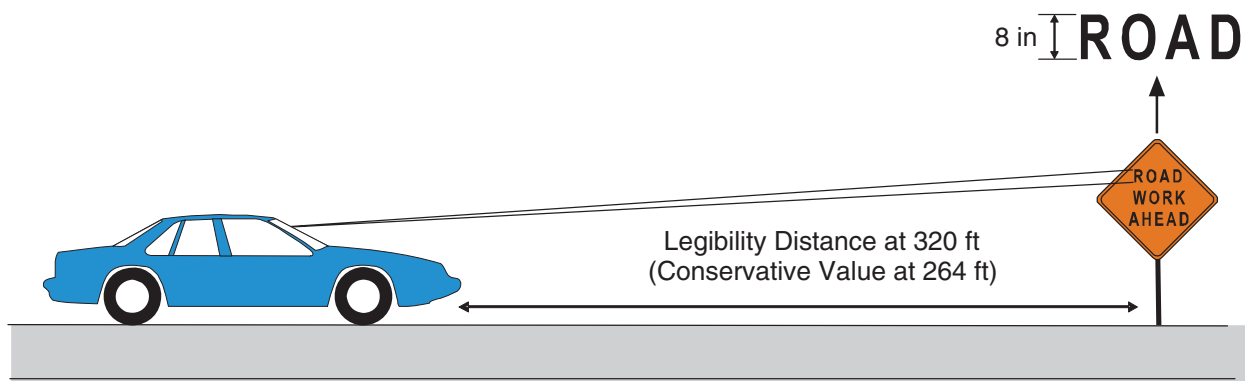 8 in ROAD
ROAD
WORK
AHEAD
Legibility Distance at 320 ft
(Conservative Value at 264 ft)